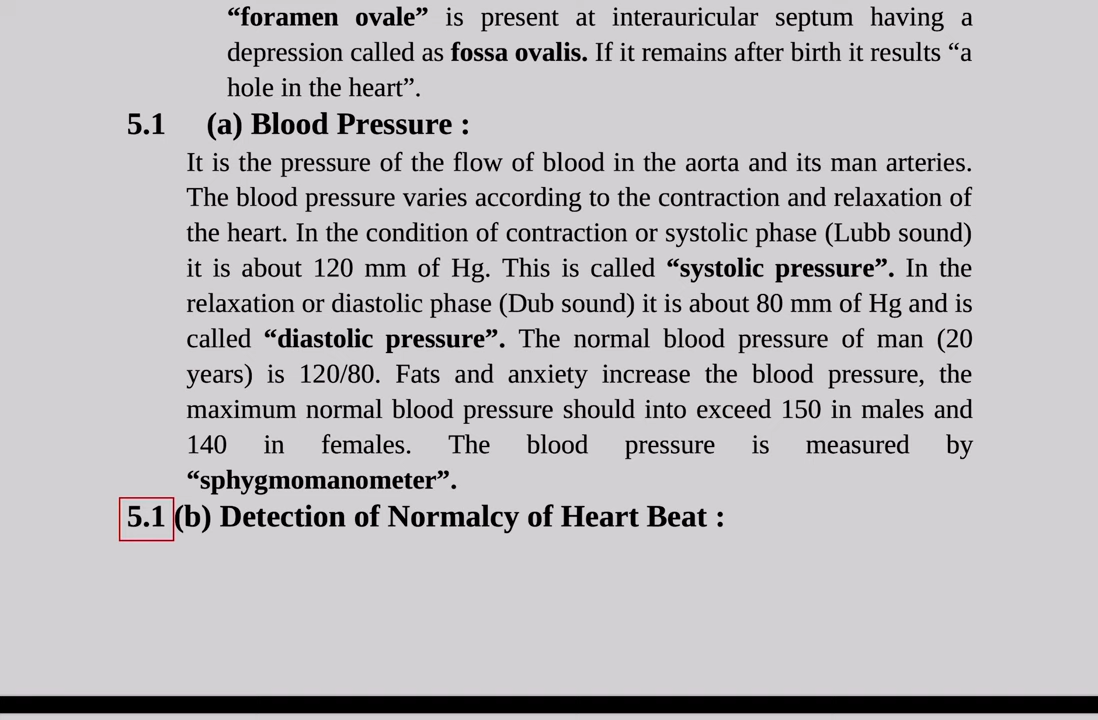 “foramen ovale” is present at interauricular septum having a
depression called as fossa ovalis. If it remains after birth it results “a
hole in the heart”.
5.1 (a) Blood Pressure :
It is the pressure of the flow of blood in the aorta and its man arteries.
The blood pressure varies according to the contraction and relaxation of
the heart. In the condition of contraction or systolic phase (Lubb sound)
it is about 120 mm of Hg. This is called “systolic pressure”. In the
relaxation or diastolic phase (Dub sound) it is about 80 mm of Hg and is
called “diastolic pressure”. The normal blood pressure of man (20
years) is 120/80. Fats and anxiety increase the blood pressure, the
maximum normal blood pressure should into exceed 150 in males and
140 in females. The blood pressure is measured by
“sphygmomanometer”.
5.1 (b) Detection of Normalcy of Heart Beat :